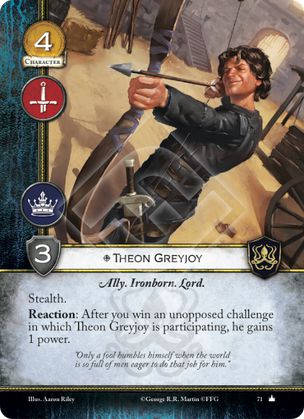 4
CHARACTER
3
THEON GREYJOY
Ally. Ironborn. Lord.
Stealth.
Reaction: After you win an unopposed challenge
in which Theon Greyjoy is participating, he gains
1 power.
'Only a fool humbles himself when the world
is so full of men eager to do that job for him.'
Illus. Aaron Riley ©George R.R. Martin ©FFG 71